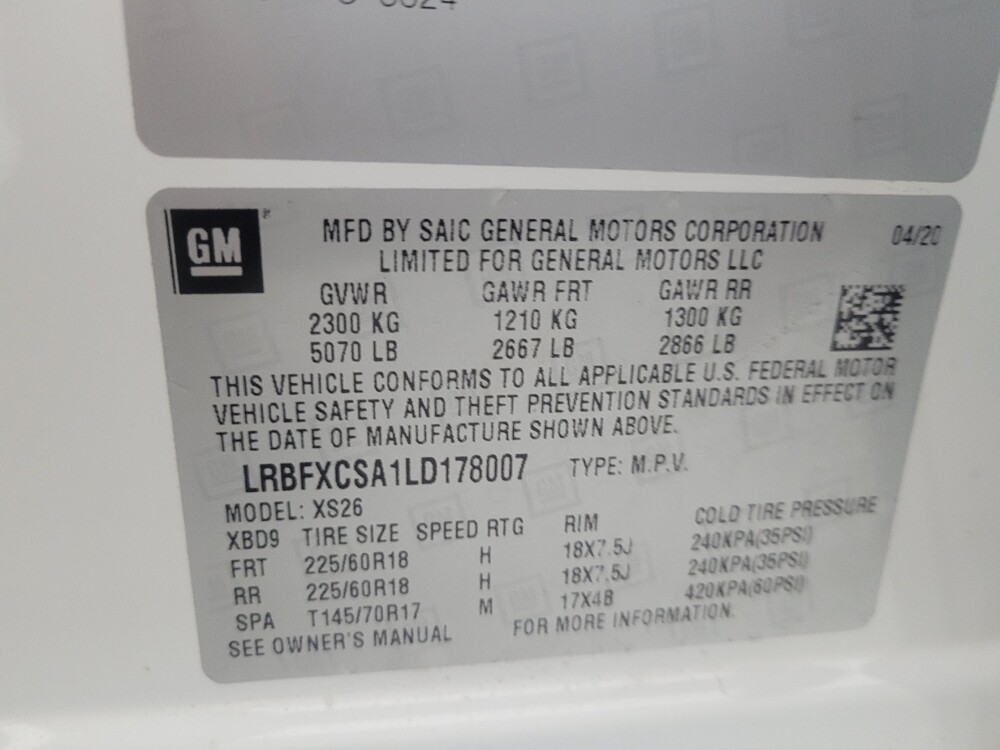 GM
MFD BY SAIC GENERAL MOTORS CORPORATION 04/20
LIMITED FOR GENERAL MOTORS LLC
GVWR GAWR FRT GAWR RR
2300 KG 1210 KG 1300 KG
5070 LB 2667 LB 2866 LB
THIS VEHICLE CONFORMS TO ALL APPLICABLE U.S. FEDERAL MOTOR
VEHICLE SAFETY AND THEFT PREVENTION STANDARDS IN EFFECT ON
THE DATE OF MANUFACTURE SHOWN ABOVE.
LRBFXCSA1LD178007 TYPE: M.P.V.
MODEL: XS26
XBD9 TIRE SIZE SPEED RTG RIM COLD TIRE PRESSURE
FRT 225/60R18 H 18X7.5J 240KPA(35PSI)
RR 225/60R18 H 18X7.5J 240KPA(35PSI)
SPA T145/70R17 M 17X4B 420KPA(60PSI)
SEE OWNER'S MANUAL FOR MORE INFORMATION.